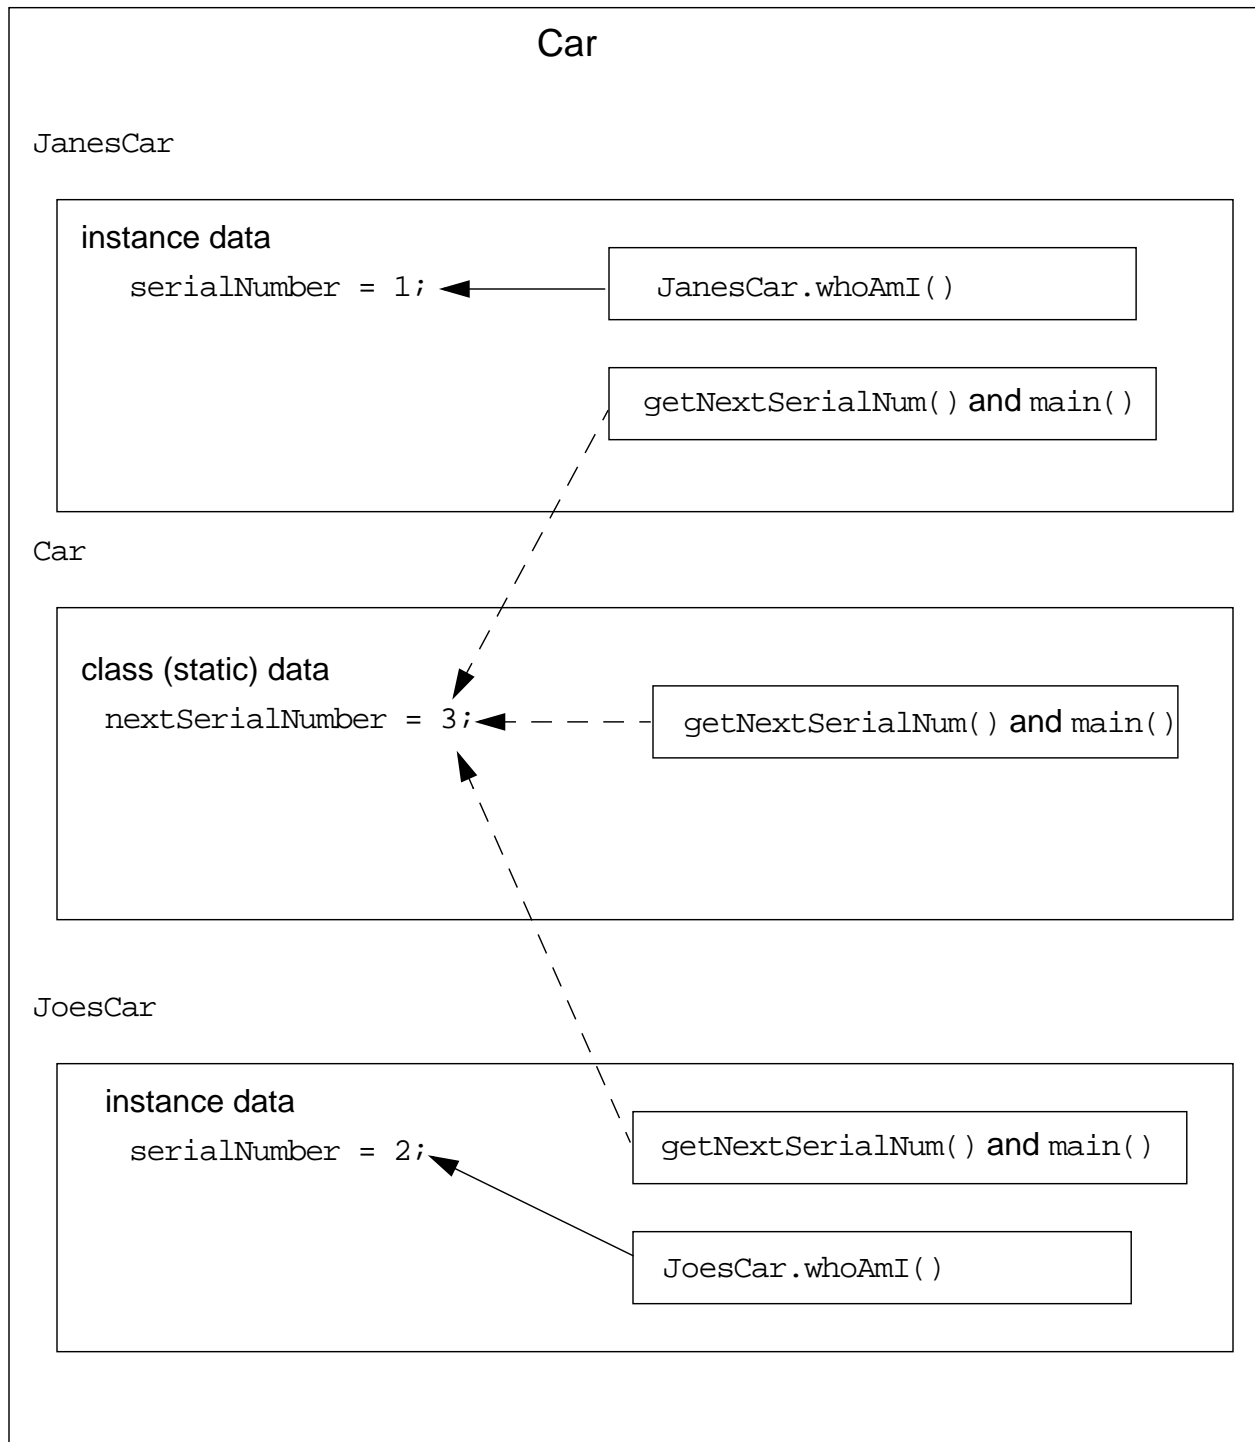 Car
JanesCar
instance data
serialNumber = 1;
JanesCar.whoAmI()
getNextSerialNum() and main()
Car
class (static) data
nextSerialNumber = 3;
getNextSerialNum() and main()
JoesCar
instance data
serialNumber = 2;
getNextSerialNum() and main()
JoesCar.whoAmI()